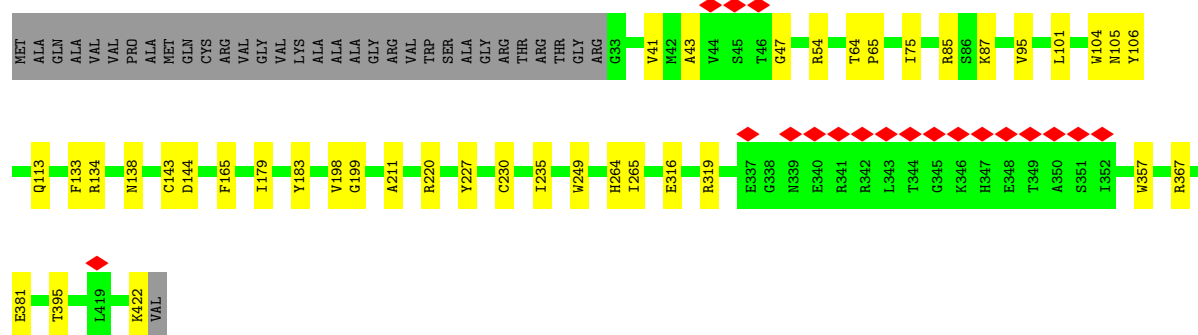 MET ALA GLN ALA VAL VAL PRO ALA MET GLN CYS ARG VAL GLY VAL LYS ALA ALA ALA GLY ARG VAL TRP SER ALA GLY ARG THR ARG THR GLY ARG G33 V41 M42 A43 V44 S45 T46 G47 R54 T64 P65 I75 R85 S86 K87 V95 L101 W104 N105 Y106
Q113 F133 R134 N138 C143 D144 F165 I179 Y183 V198 G199 A211 R220 Y227 C230 I235 W249 H264 I265 E316 R319 E337 G338 N339 E340 R341 R342 L343 T344 G345 K346 H347 E348 T349 A350 S351 I352 W357 R367
E381 T395 L419 K422 VAL